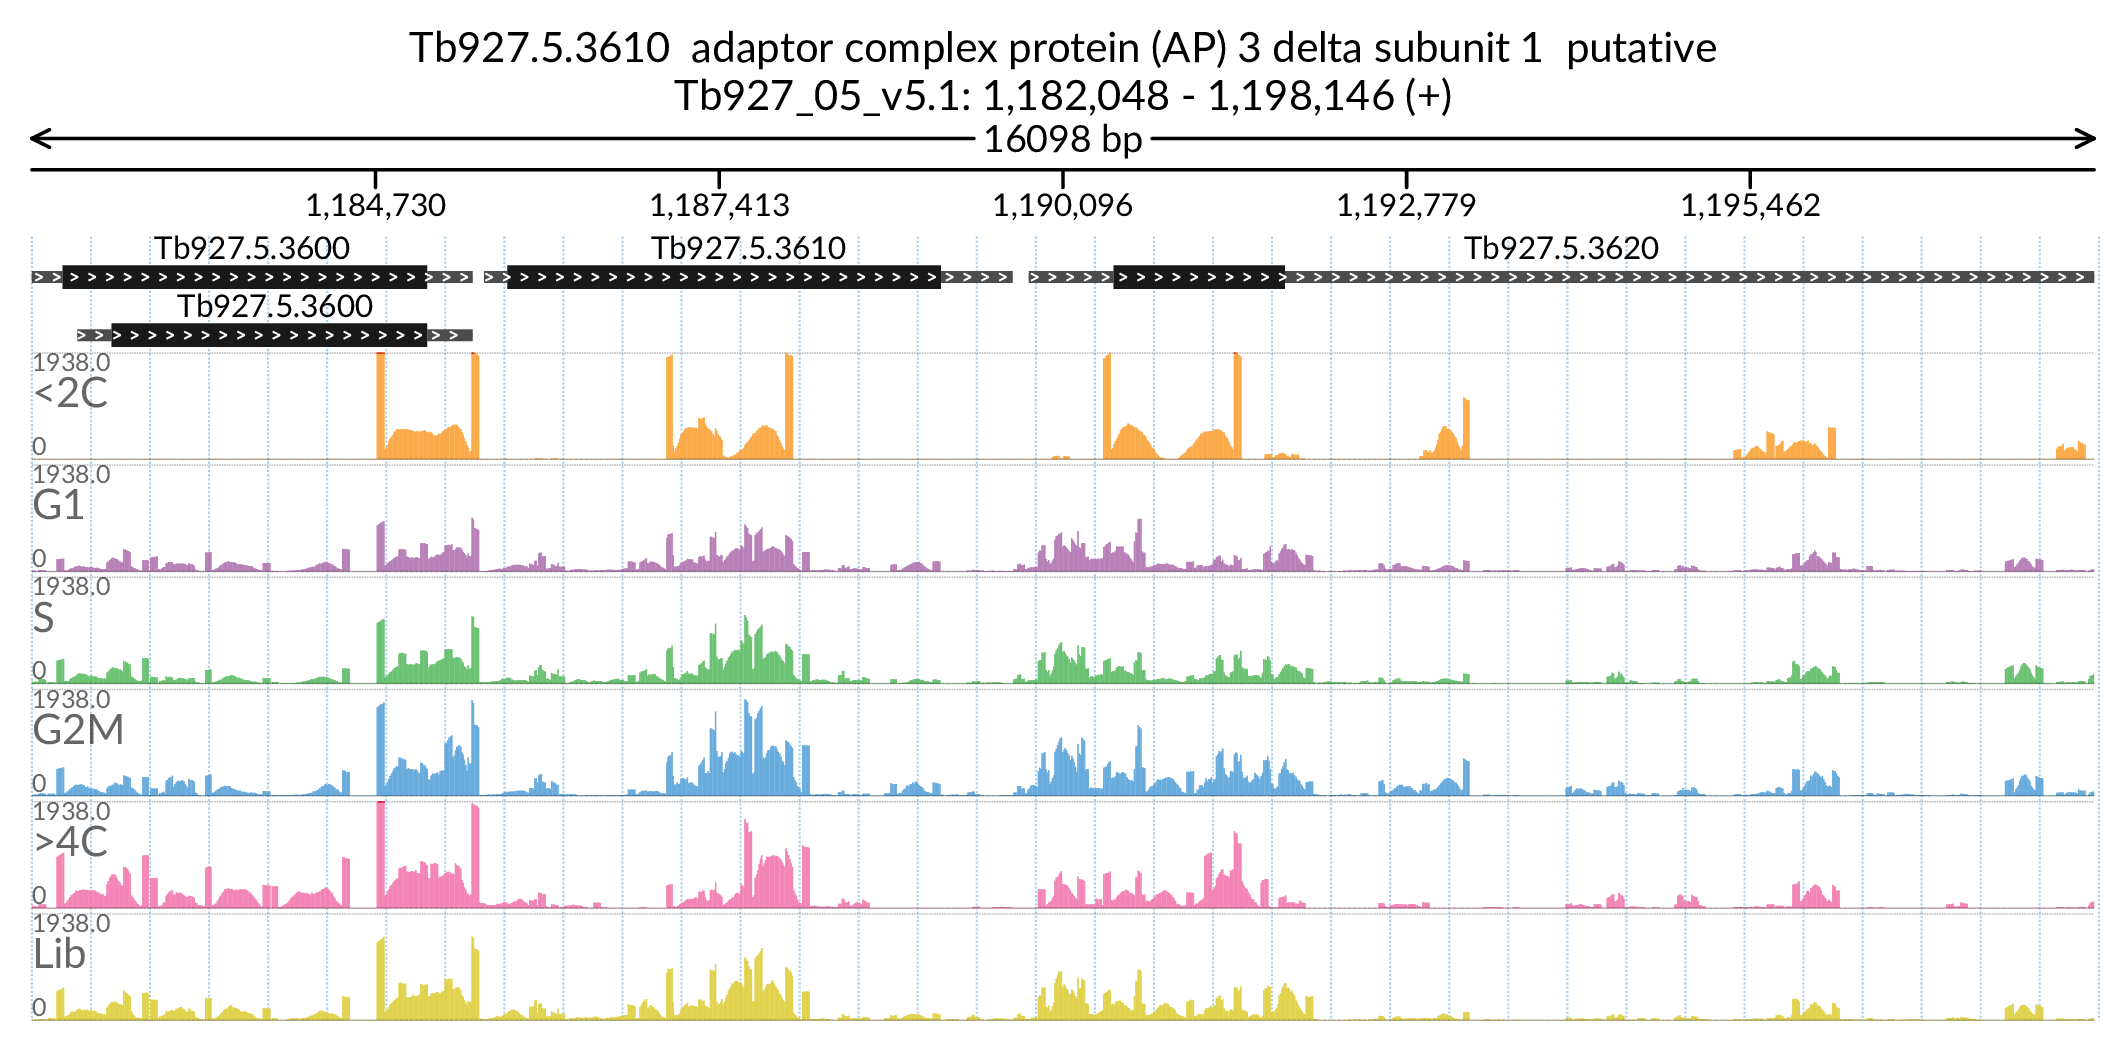 Tb927.5.3610 adaptor complex protein (AP) 3 delta subunit 1 putative
Tb927_05_v5.1: 1,182,048 - 1,198,146 (+)
16098 bp
1,184,730 1,187,413 1,190,096 1,192,779 1,195,462
Tb927.5.3600 Tb927.5.3610 Tb927.5.3620
Tb927.5.3600
1938.0
<2C
0
1938.0
G1
0
1938.0
S
0
1938.0
G2M
0
1938.0
>4C
0
1938.0
Lib
0